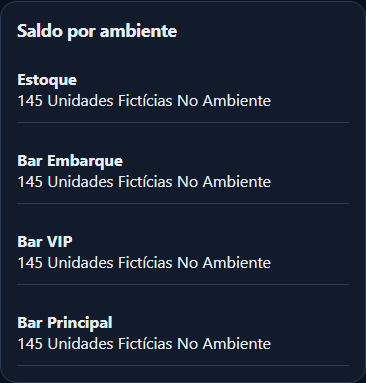 Saldo por ambiente
Estoque
145 Unidades Fictícias No Ambiente
Bar Embarque
145 Unidades Fictícias No Ambiente
Bar VIP
145 Unidades Fictícias No Ambiente
Bar Principal
145 Unidades Fictícias No Ambiente